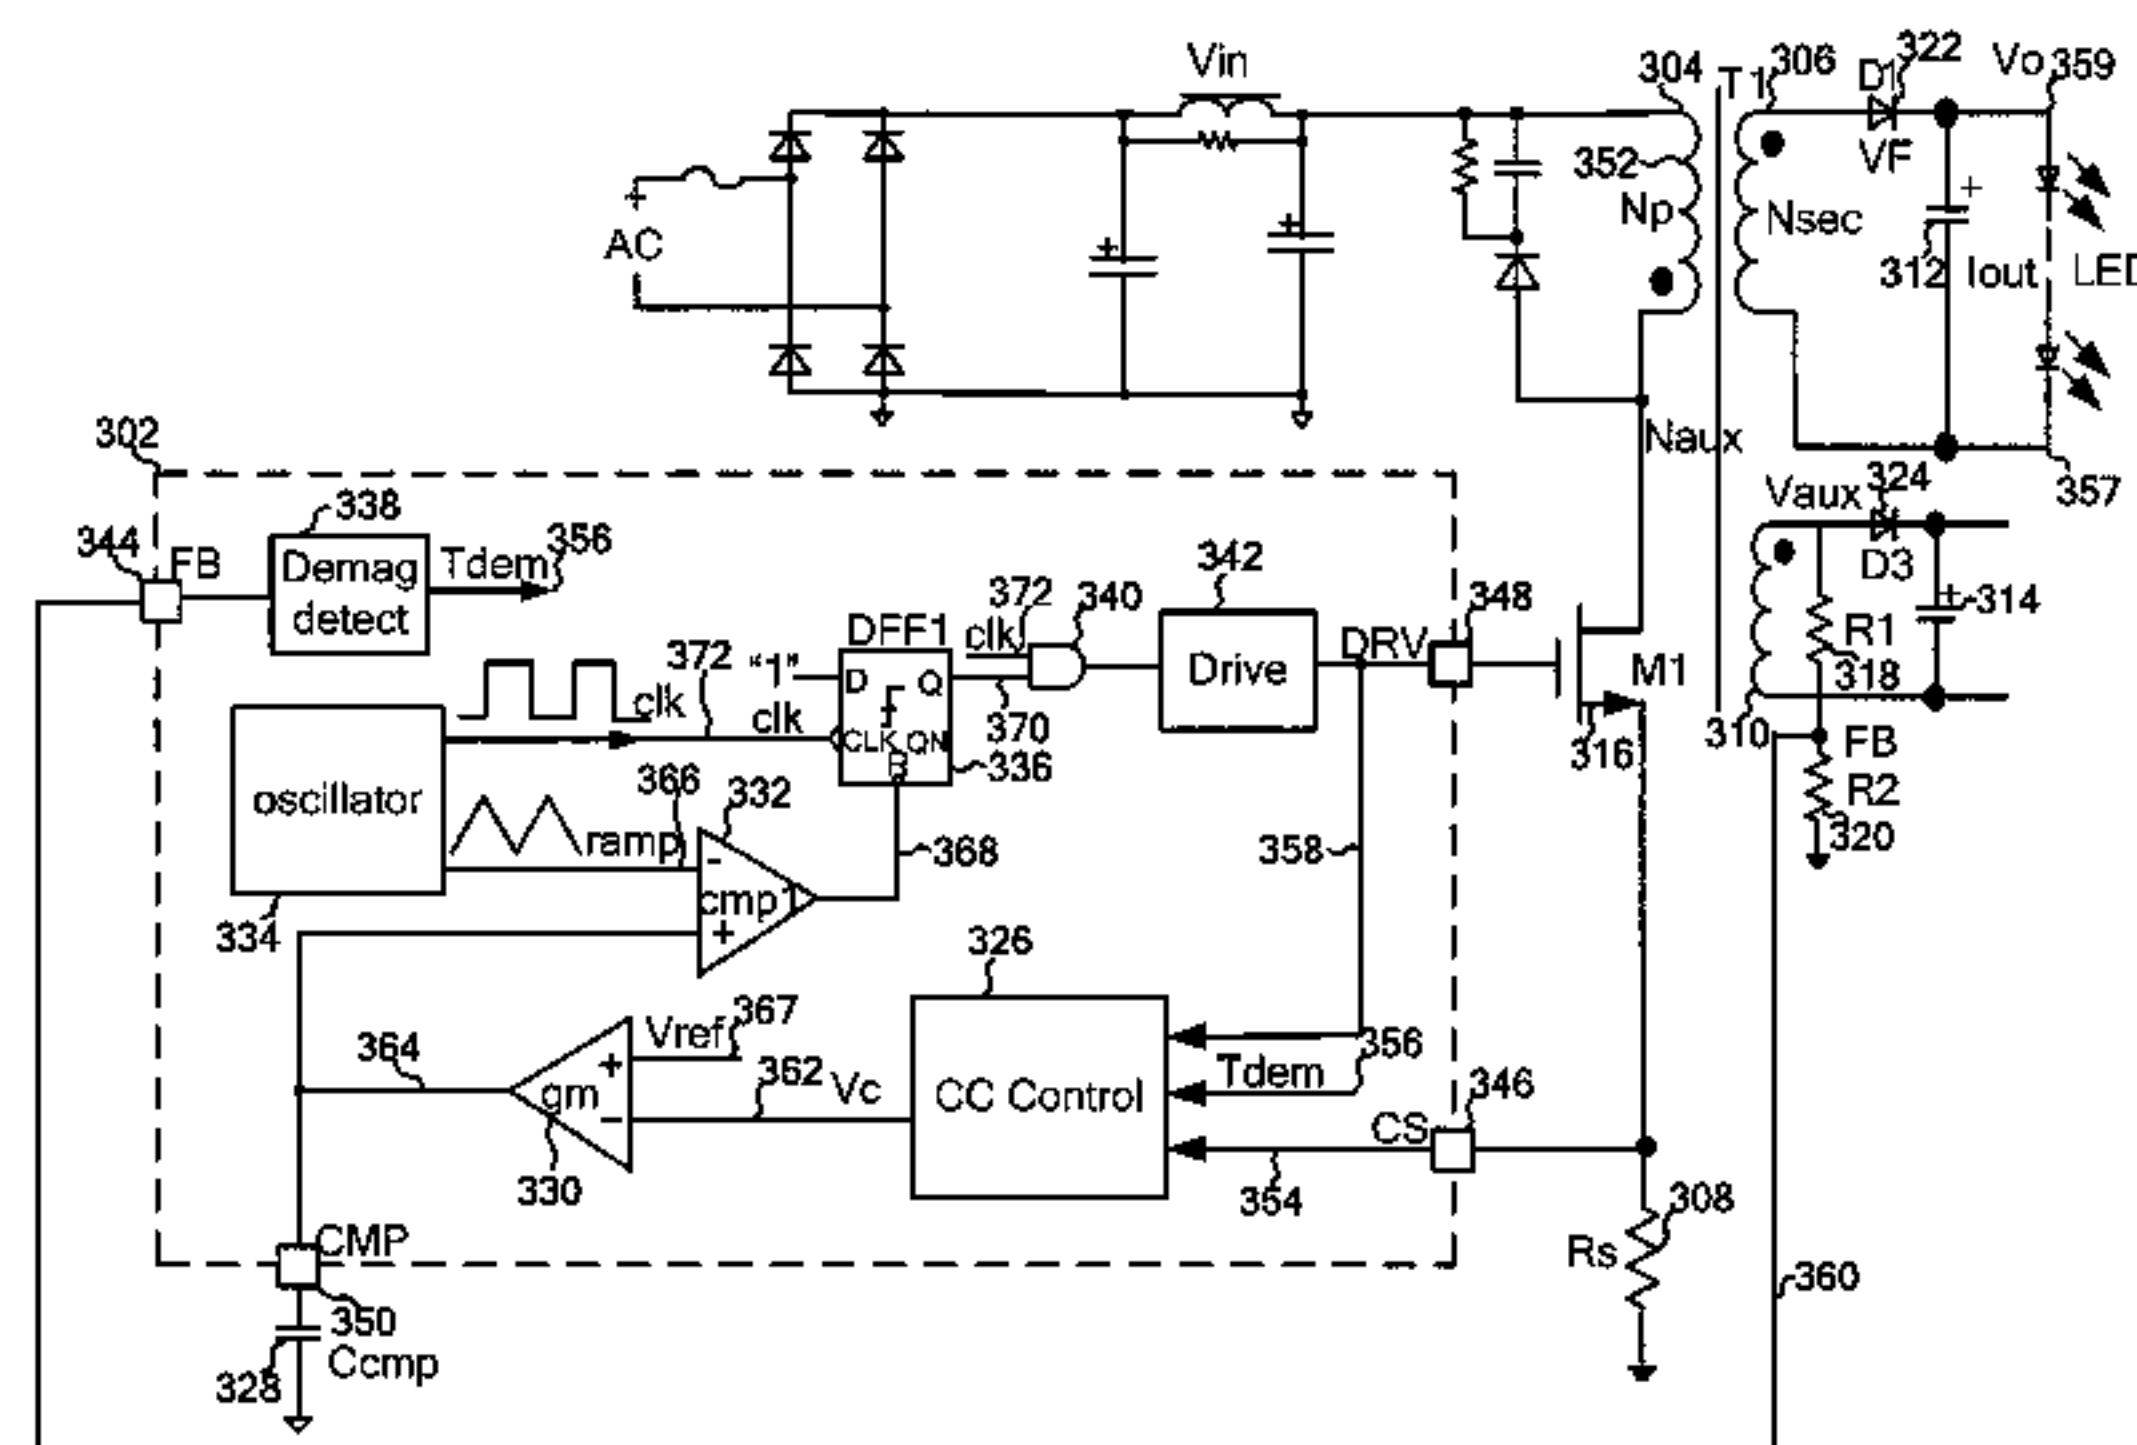 Vin
304
T1
306
D1
322
Vo
359
352
Np
Nsec
VF
+
AC
+
+
+
312
Iout
LED
302
Naux
357
Vaux
324
338
344
FB
Demag
detect
Tdem
356
342
D3
+
314
372
clk
340
348
DFF1
DRV
R1
318
372
"1"
D
Q
Drive
M1
clk
clk
CLK
QN
R
370
336
316
310
FB
R2
320
oscillator
366
332
ramp
-
cmp1
+
368
358
334
326
367
Vref
364
+
gm
-
362
Vc
CC Control
356
Tdem
346
CS
354
330
308
Rs
CMP
360
350
Ccmp
328